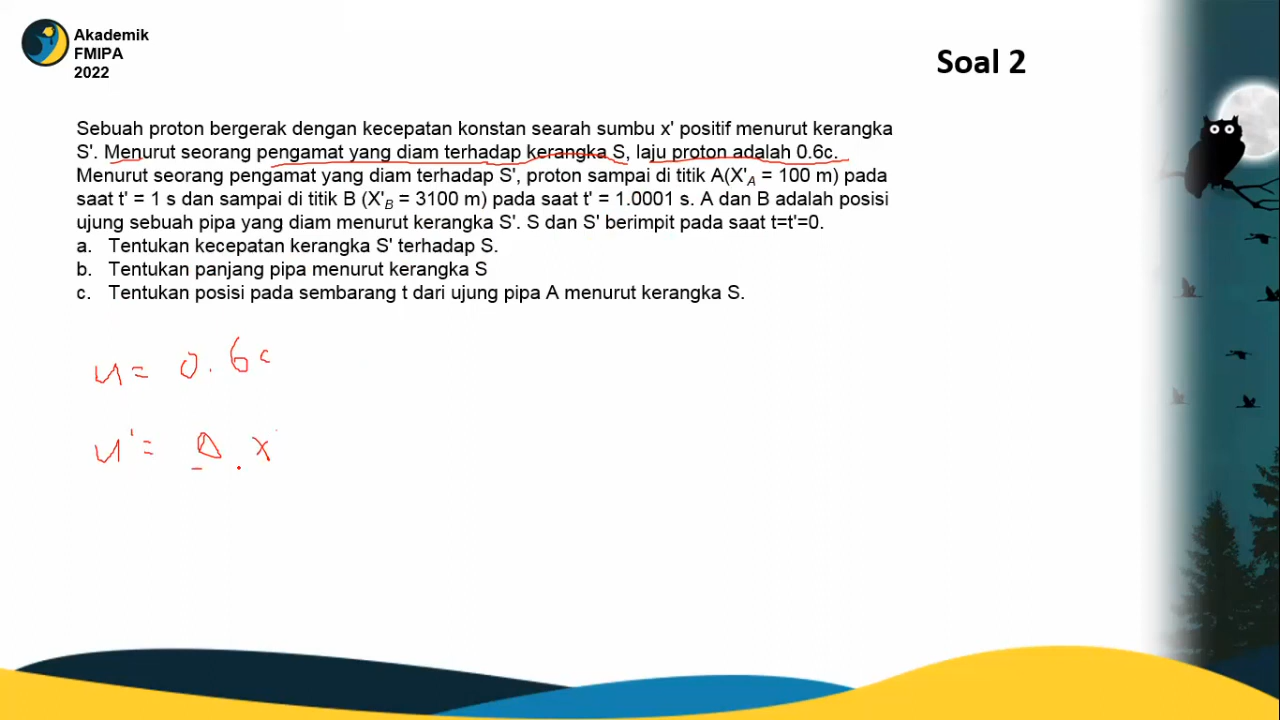 Akademik
FMIPA
2022
Soal 2
Sebuah proton bergerak dengan kecepatan konstan searah sumbu x' positif menurut kerangka
S'. Menurut seorang pengamat yang diam terhadap kerangka S, laju proton adalah 0.6c.
Menurut seorang pengamat yang diam terhadap S', proton sampai di titik A(X'A = 100 m) pada
saat t' = 1 s dan sampai di titik B (X'B = 3100 m) pada saat t' = 1.0001 s. A dan B adalah posisi
ujung sebuah pipa yang diam menurut kerangka S'. S dan S' berimpit pada saat t=t'=0.
a. Tentukan kecepatan kerangka S' terhadap S.
b. Tentukan panjang pipa menurut kerangka S
c. Tentukan posisi pada sembarang t dari ujung pipa A menurut kerangka S.
u = 0.6c
u' = Δx